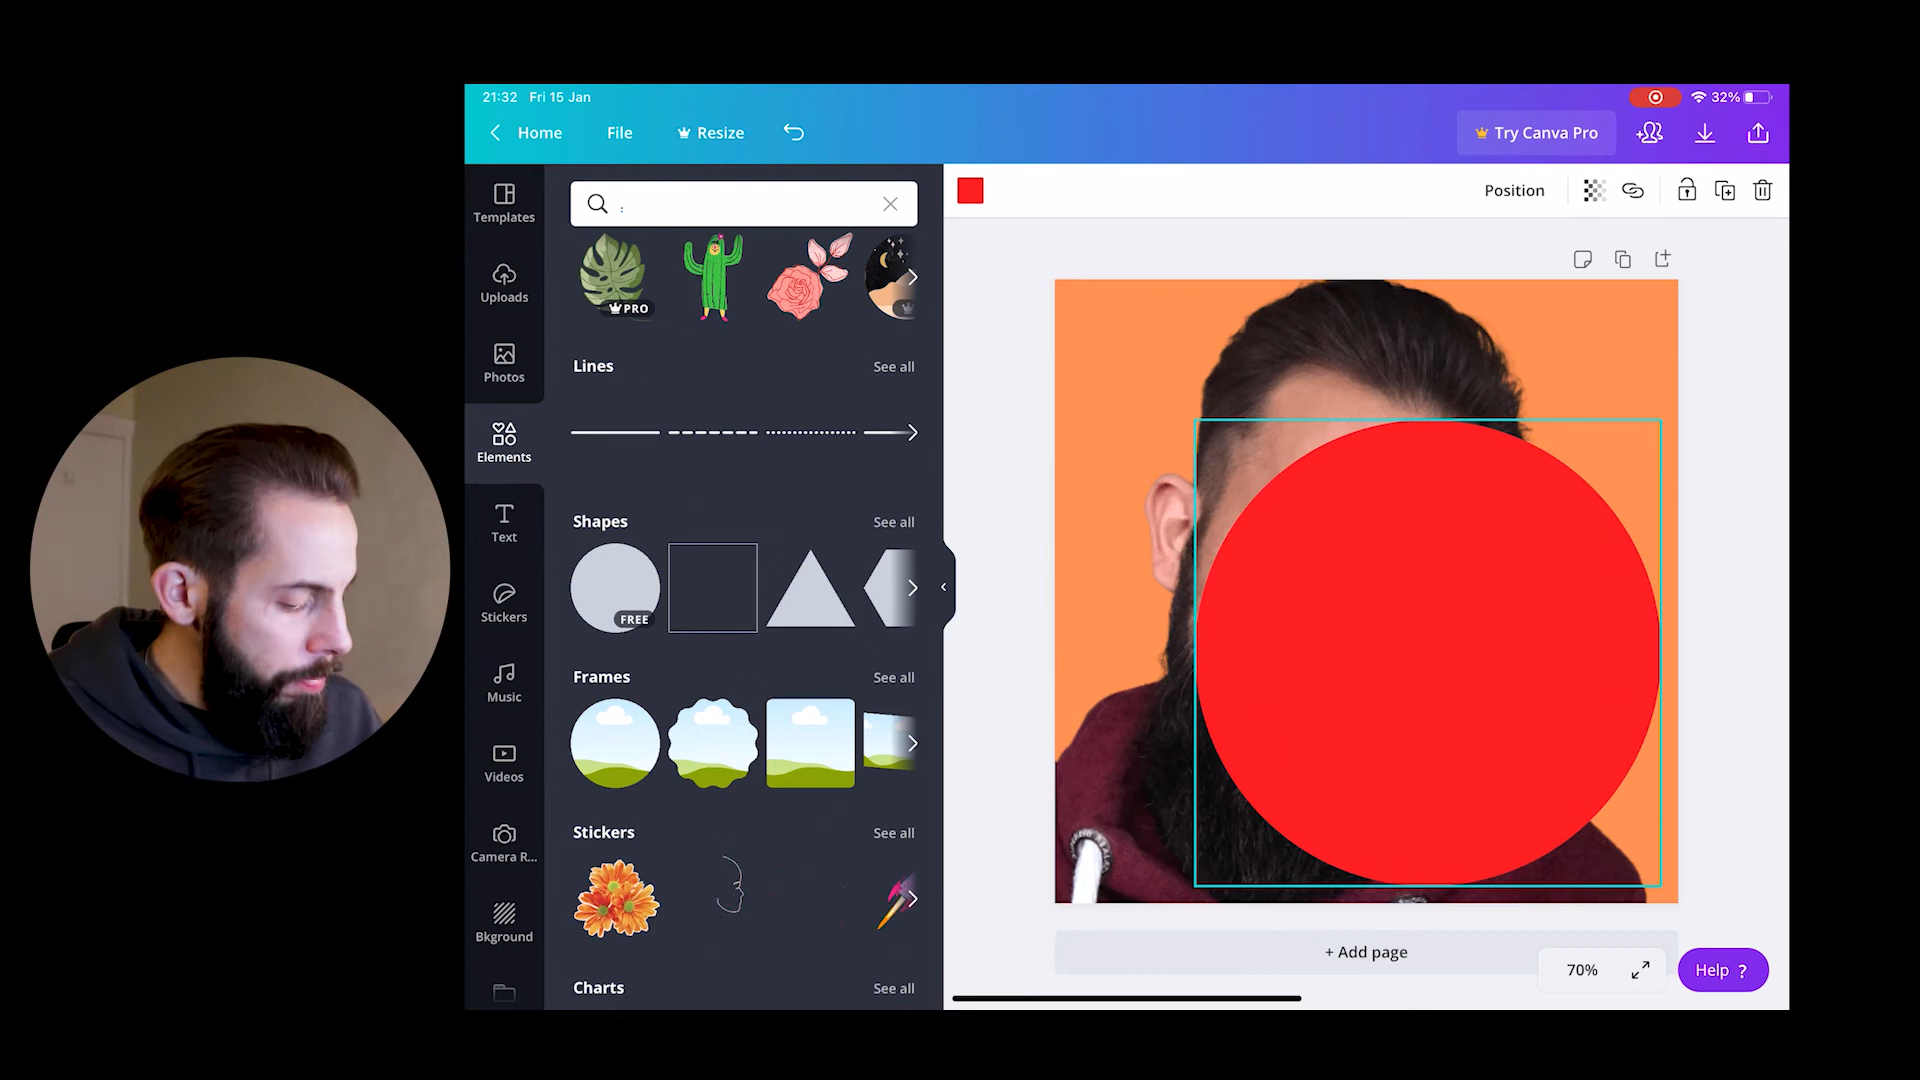 21:32 Fri 15 Jan
32%
Home File Resize
Try Canva Pro
Templates
:
Position
Uploads
PRO
Photos
Lines See all
Elements
Shapes See all
Text
FREE
Stickers
Frames See all
Music
Videos
Stickers See all
Camera R...
Bkground
+ Add page
70%
Help ?
Charts See all